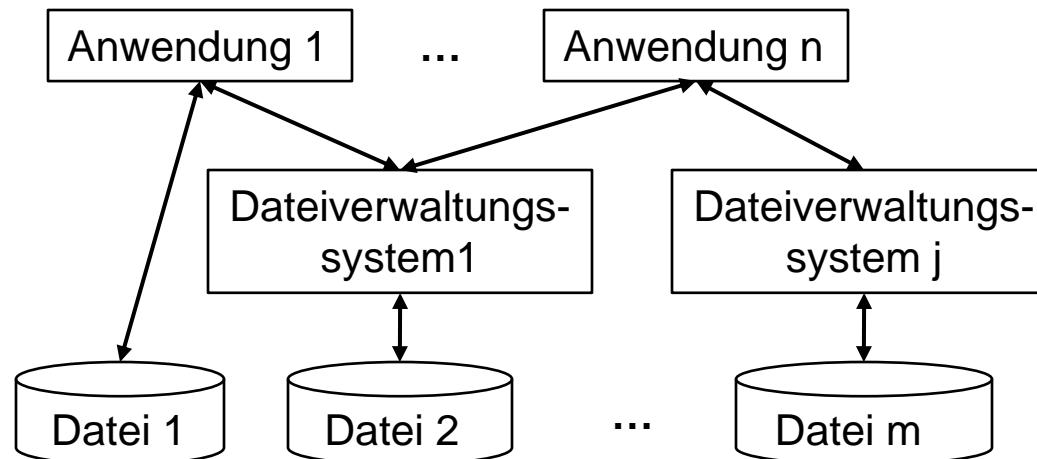 Anwendung 1
...
Anwendung n
Dateiverwaltungs-
system1
Dateiverwaltungs-
system j
Datei 1
Datei 2
...
Datei m